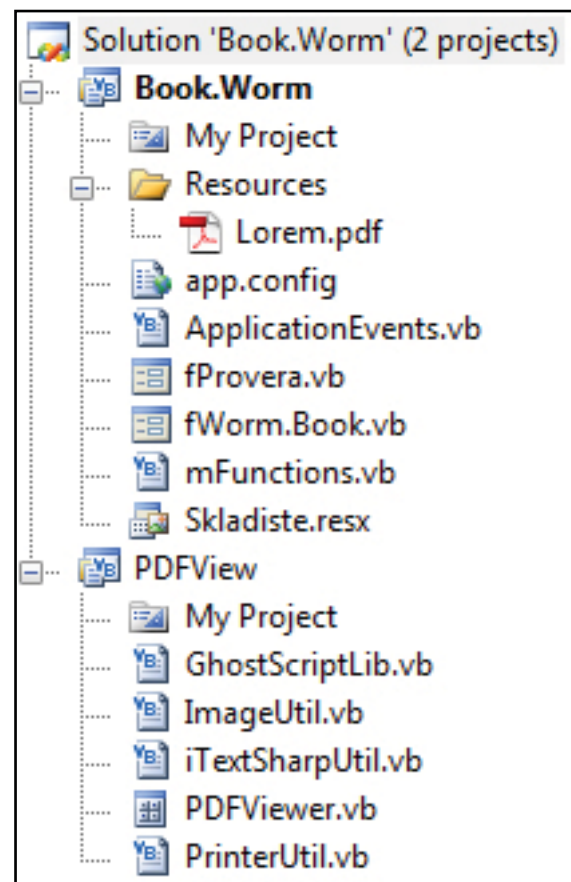 Solution 'Book.Worm' (2 projects)
Book.Worm
My Project
Resources
Lorem.pdf
app.config
ApplicationEvents.vb
fProvera.vb
fWorm.Book.vb
mFunctions.vb
Skladiste.resx
PDFView
My Project
GhostScriptLib.vb
ImageUtil.vb
iTextSharpUtil.vb
PDFViewer.vb
PrinterUtil.vb